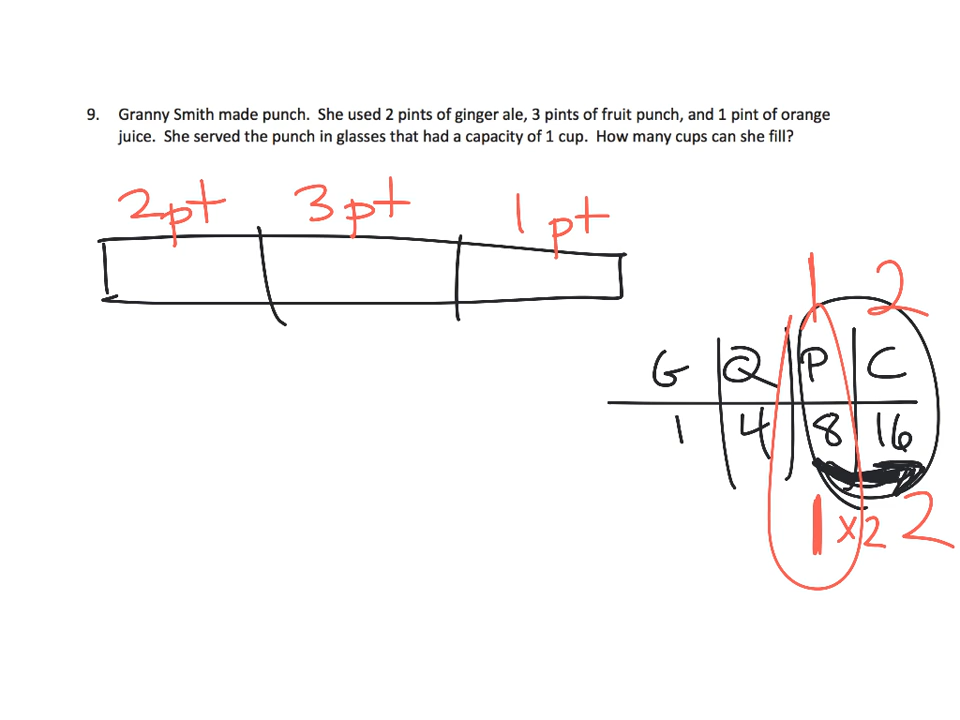 9. Granny Smith made punch. She used 2 pints of ginger ale, 3 pints of fruit punch, and 1 pint of orange
juice. She served the punch in glasses that had a capacity of 1 cup. How many cups can she fill?
2pt 3pt 1pt
1 2
G Q P C
1 4 8 16
1 x2 2